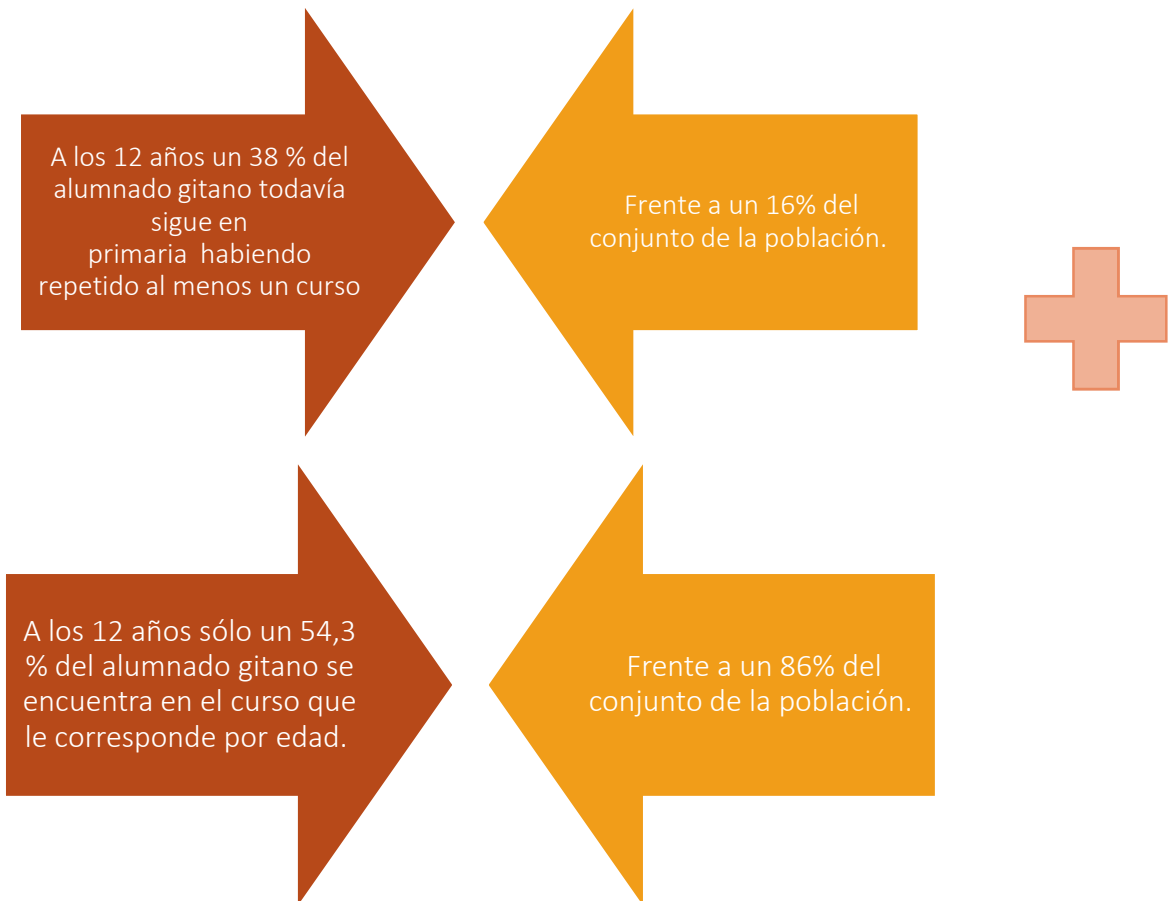 A los 12 años un 38 % del
alumnado gitano todavía
sigue en
primaria  habiendo
repetido al menos un curso
Frente a un 16% del
conjunto de la población.
A los 12 años sólo un 54,3
% del alumnado gitano se
encuentra en el curso que
le corresponde por edad.
Frente a un 86% del
conjunto de la población.